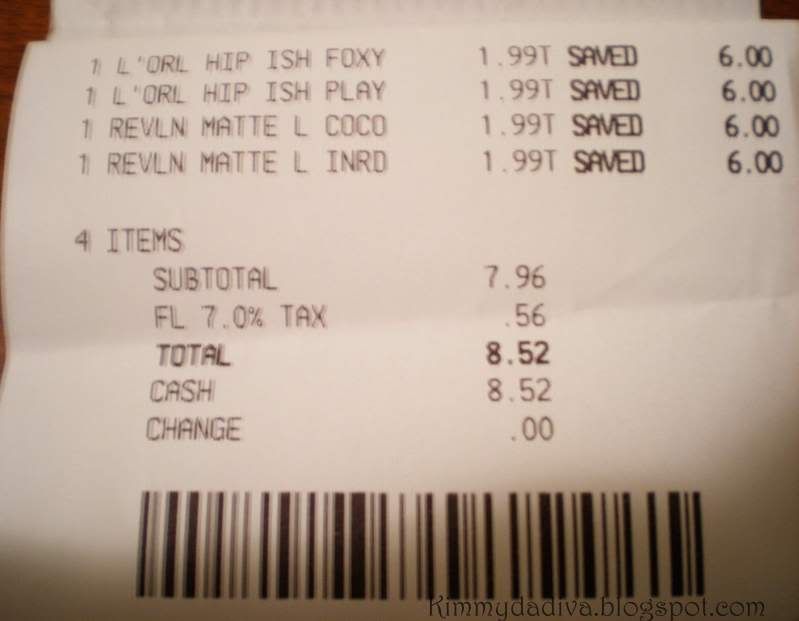 1 L'ORL HIP ISH FOXY 1.99T SAVED 6.00
1 L'ORL HIP ISH PLAY 1.99T SAVED 6.00
1 REVLN MATTE L COCO 1.99T SAVED 6.00
1 REVLN MATTE L INRD 1.99T SAVED 6.00
4 ITEMS
SUBTOTAL 7.96
FL 7.0% TAX .56
TOTAL 8.52
CASH 8.52
CHANGE .00
Kimmydadiva.blogspot.com